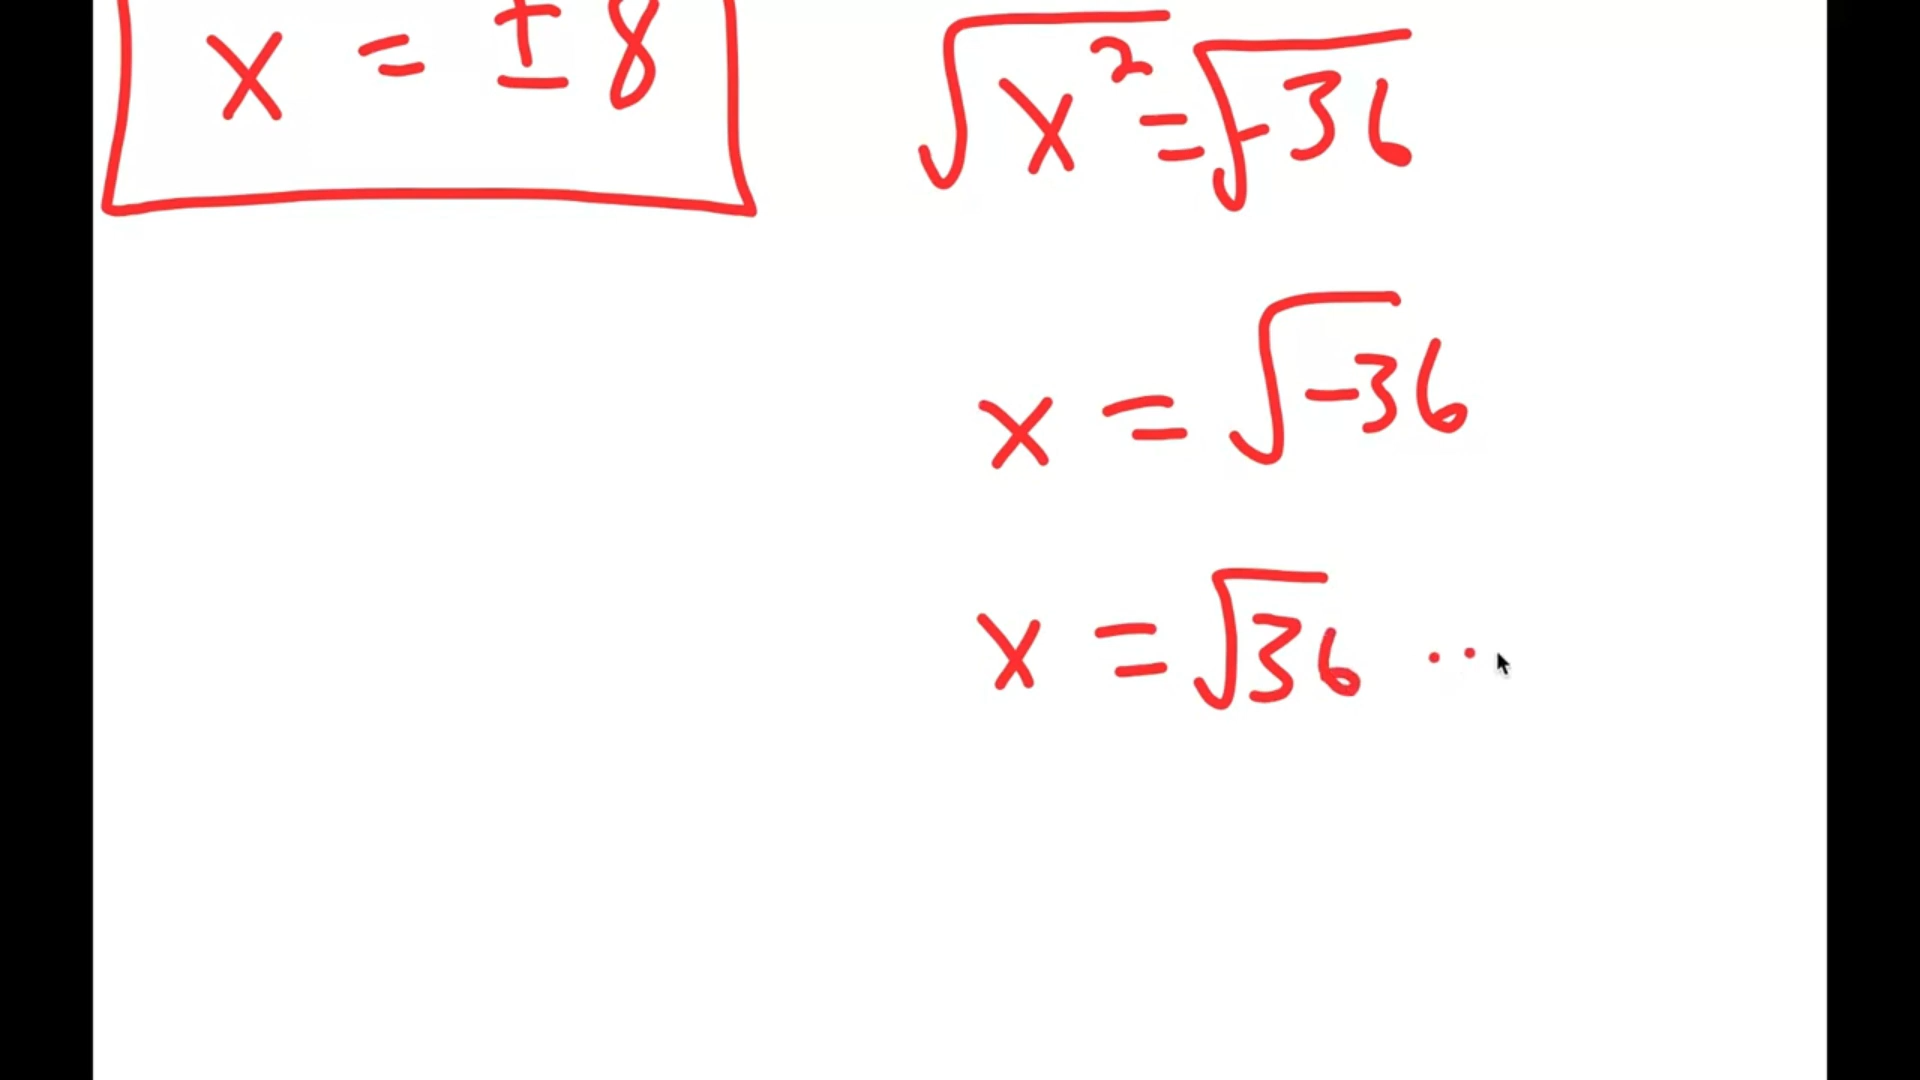 x = ±8
√x² = √-36
x = √-36
x = √36 ··